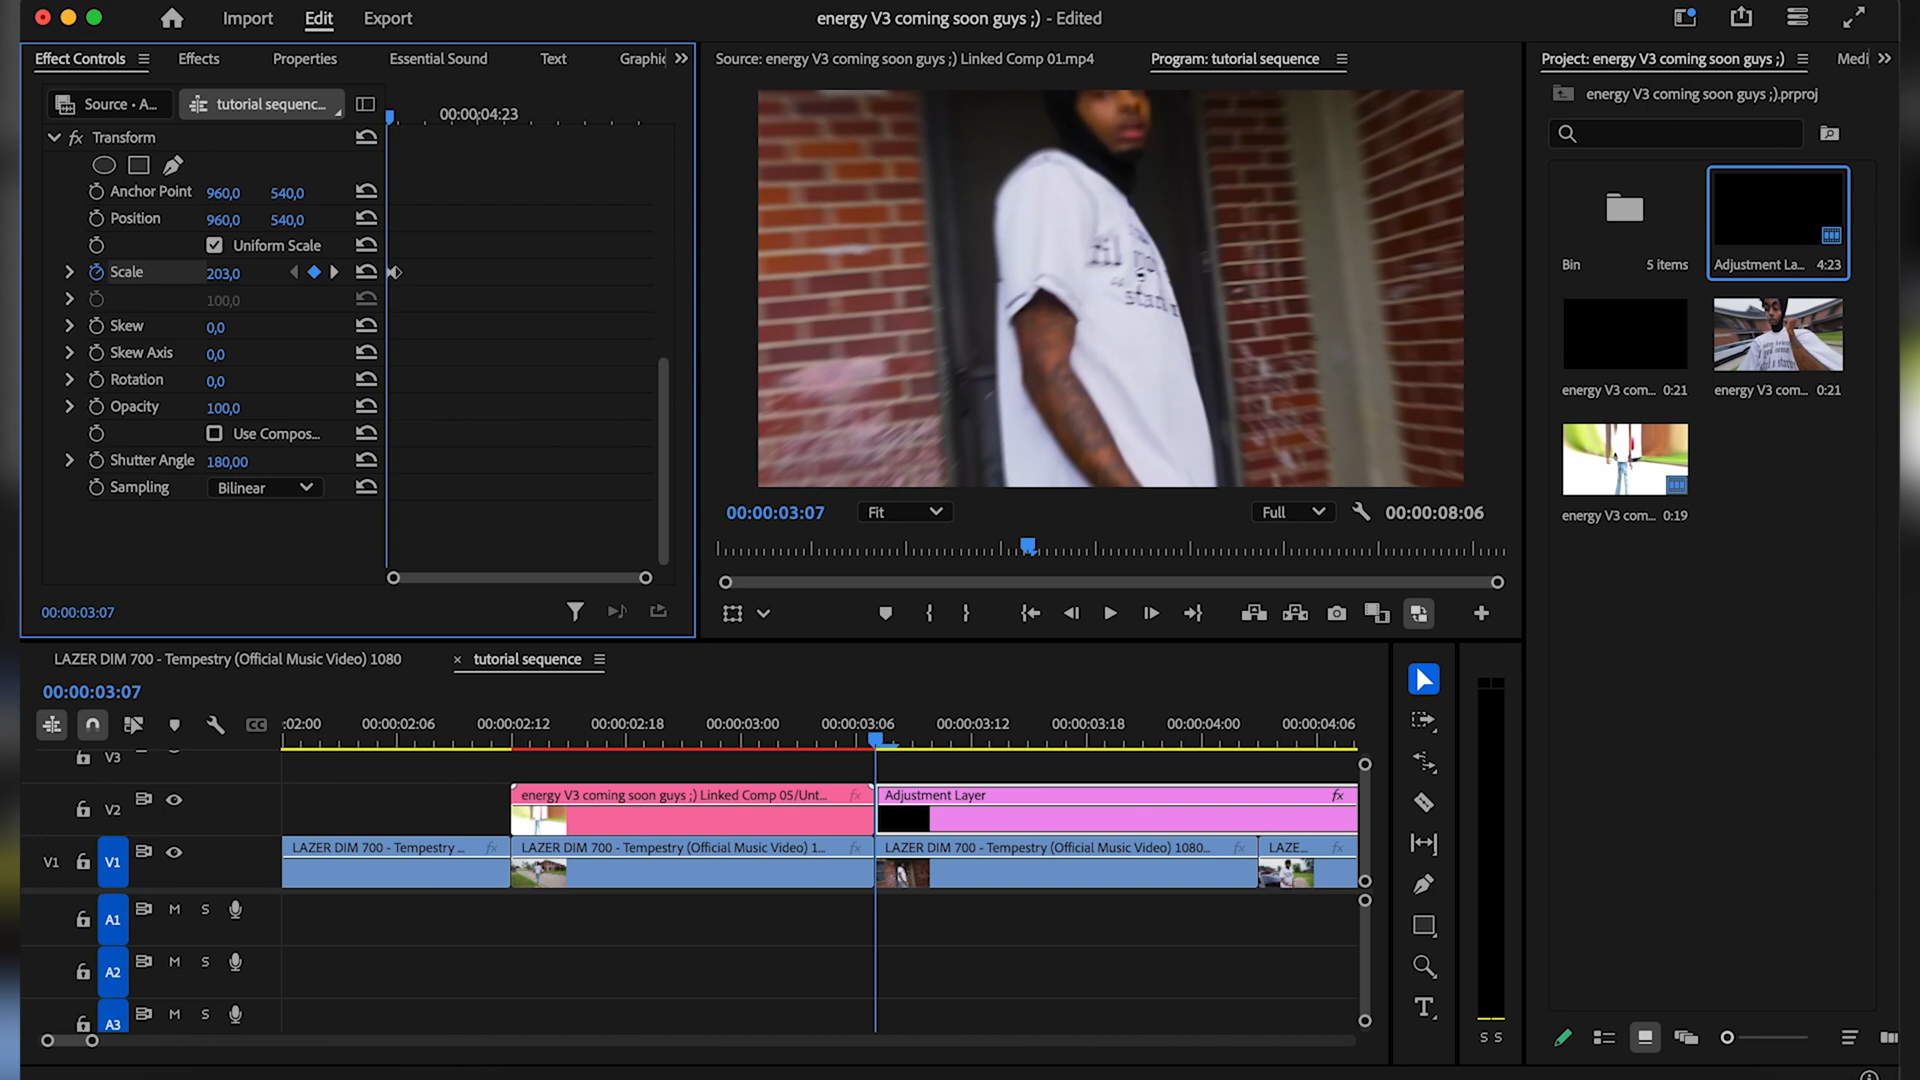 Import Edit Export
energy V3 coming soon guys ;) - Edited
Effect Controls Effects Properties Essential Sound Text Graphic
Source: energy V3 coming soon guys ;) Linked Comp 01.mp4
Program: tutorial sequence
Project: energy V3 coming soon guys ;) Medi
Source • A... tutorial sequenc...
00:00:04:23
energy V3 coming soon guys ;).prproj
fx Transform
Anchor Point 960,0 540,0
Position 960,0 540,0
Uniform Scale
Scale 203,0
100,0
Skew 0,0
Skew Axis 0,0
Rotation 0,0
Opacity 100,0
Use Compos...
Shutter Angle 180,00
Sampling Bilinear
00:00:03:07
00:00:03:07 Fit Full 00:00:08:06
Bin 5 items
Adjustment La... 4:23
energy V3 com... 0:21
energy V3 com... 0:21
energy V3 com... 0:19
LAZER DIM 700 - Tempestry (Official Music Video) 1080
× tutorial sequence
00:00:03:07
CC
:02:00 00:00:02:06 00:00:02:12 00:00:02:18 00:00:03:00 00:00:03:06 00:00:03:12 00:00:03:18 00:00:04:00 00:00:04:06
V3
V2
energy V3 coming soon guys ;) Linked Comp 05/Unt... fx
Adjustment Layer fx
V1 V1
LAZER DIM 700 - Tempestry ... fx
LAZER DIM 700 - Tempestry (Official Music Video) 1... fx
LAZER DIM 700 - Tempestry (Official Music Video) 1080... fx
LAZE... fx
A1 M S
A2 M S
A3 M S
T
S S